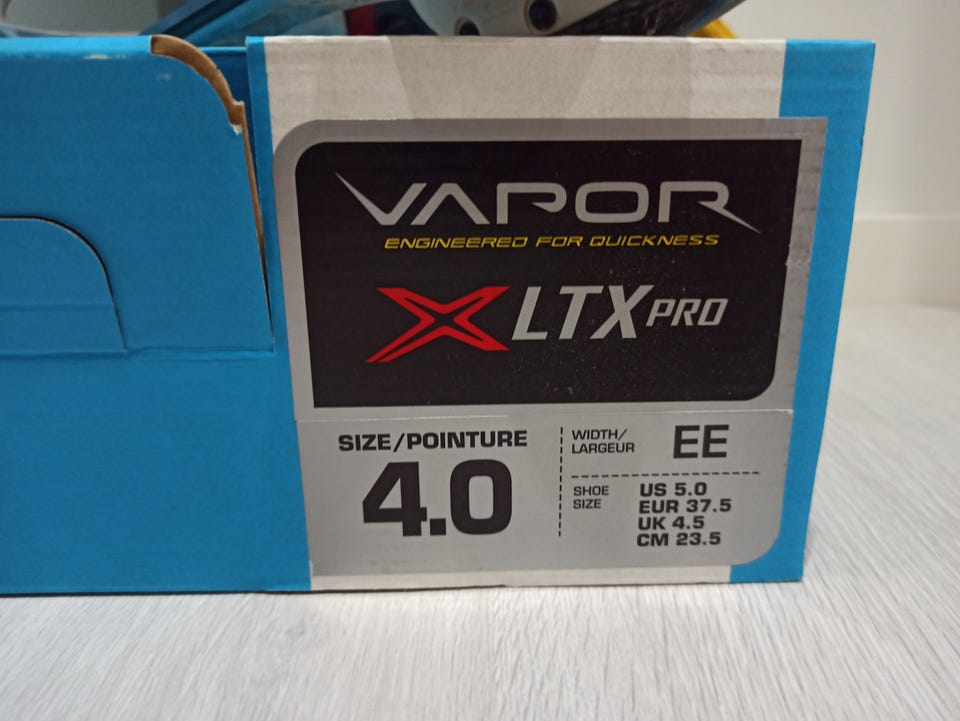 VAPOR
ENGINEERED FOR QUICKNESS
X LTX PRO
SIZE/POINTURE
4.0
WIDTH/
LARGEUR
EE
SHOE
SIZE
US 5.0
EUR 37.5
UK 4.5
CM 23.5